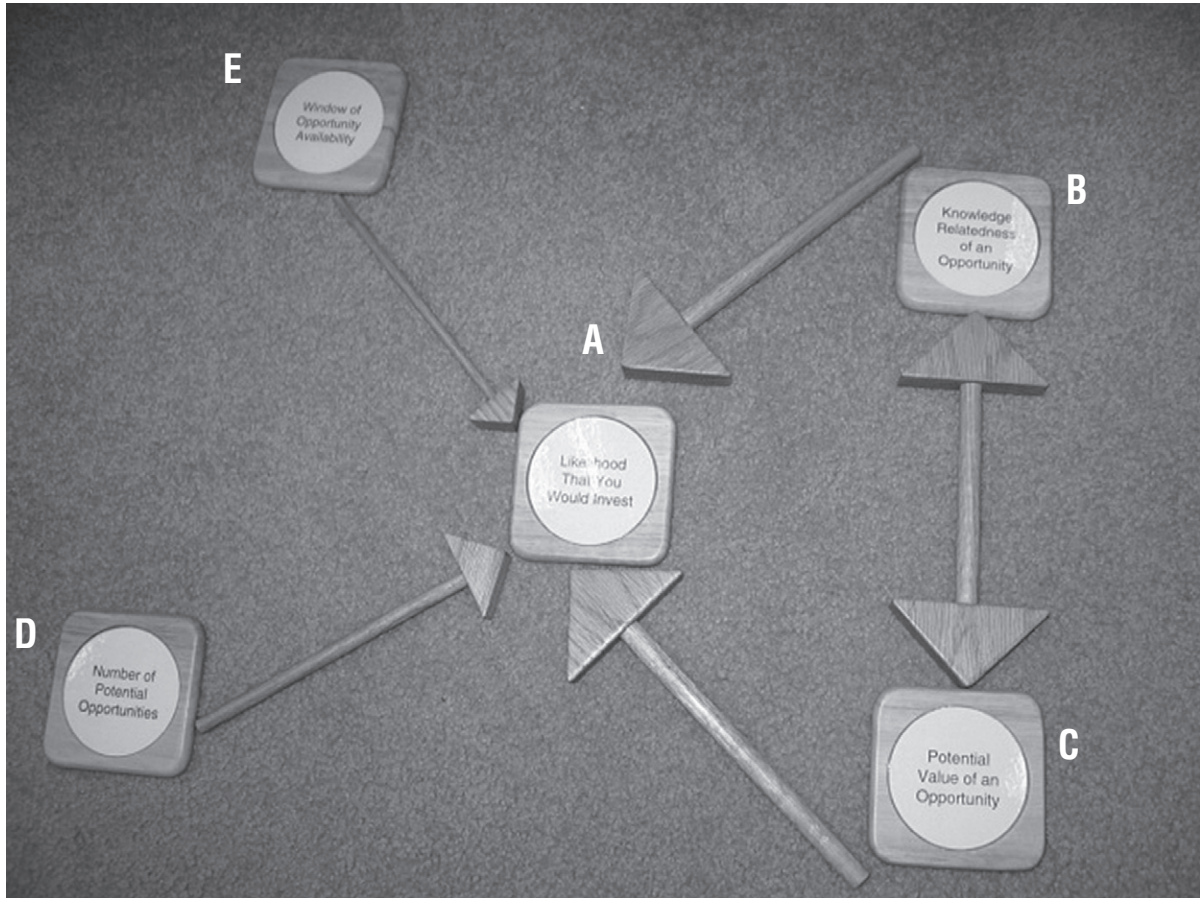 E
Window of
Opportunity
Availability
B
Knowledge
Relatedness
of an
Opportunity
A
Likelihood
That You
Would Invest
D
Number of
Potential
Opportunities
C
Potential
Value of an
Opportunity